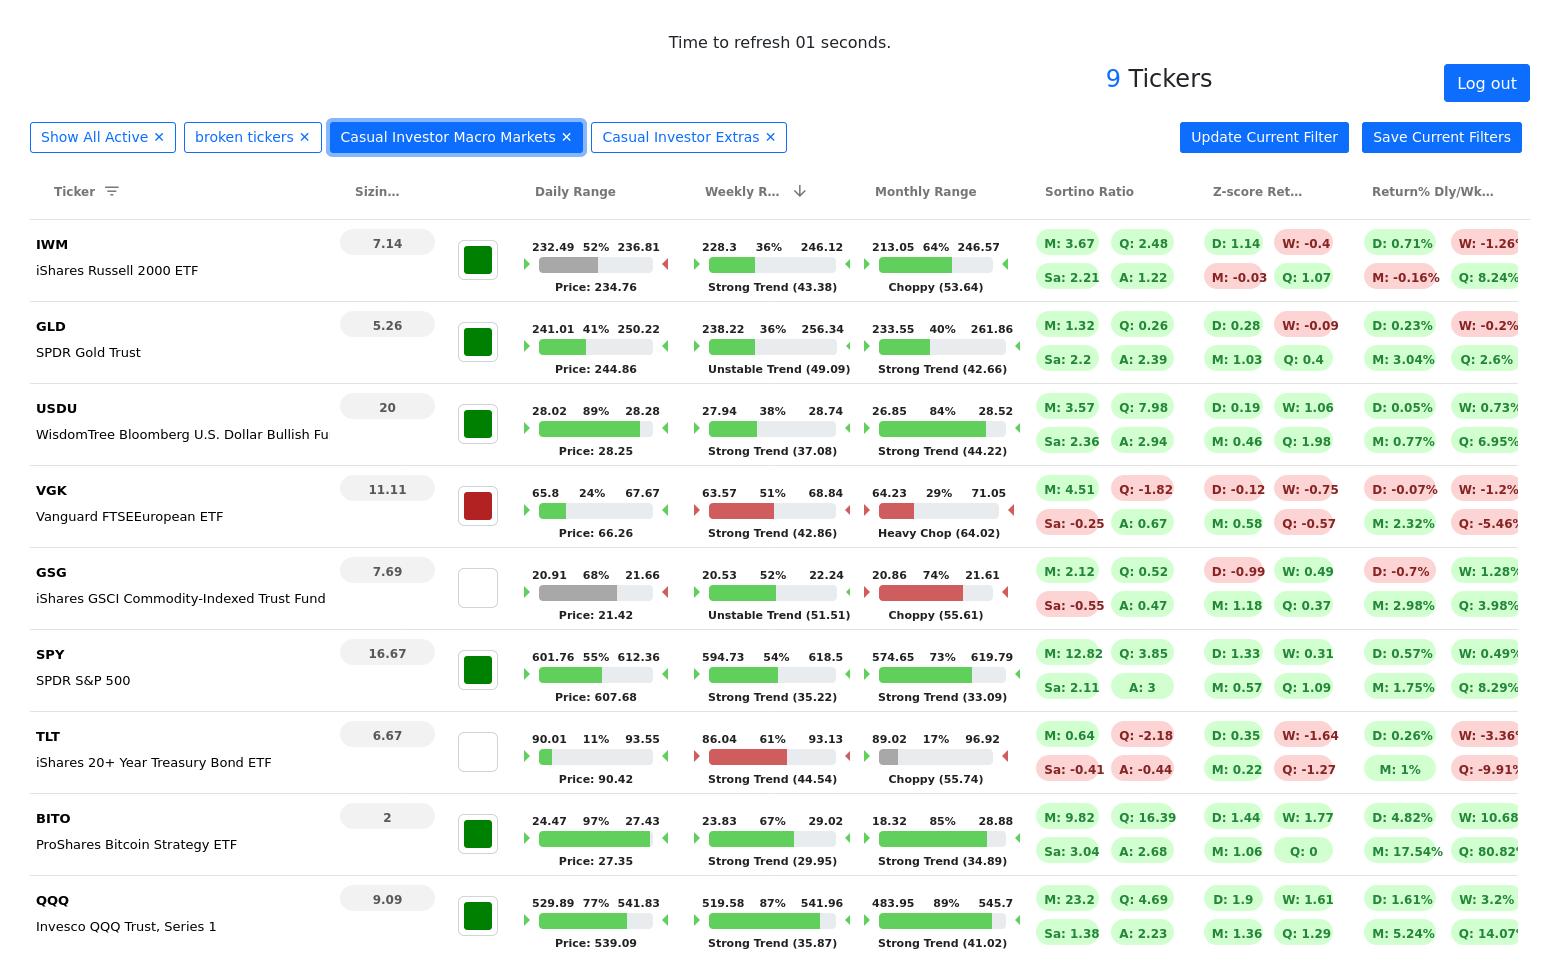 Time to refresh 01 seconds.
9 Tickers
Log out
Show All Active ✕ broken tickers ✕ Casual Investor Macro Markets ✕ Casual Investor Extras ✕ Update Current Filter Save Current Filters
Ticker Sizin... Daily Range Weekly R... Monthly Range Sortino Ratio Z-score Ret... Return% Dly/Wk...
IWM 7.14 232.49 52% 236.81 228.3 36% 246.12 213.05 64% 246.57 M: 3.67 Q: 2.48 D: 1.14 W: -0.4 D: 0.71% W: -1.26%
iShares Russell 2000 ETF Price: 234.76 Strong Trend (43.38) Choppy (53.64) Sa: 2.21 A: 1.22 M: -0.03 Q: 1.07 M: -0.16% Q: 8.24%
GLD 5.26 241.01 41% 250.22 238.22 36% 256.34 233.55 40% 261.86 M: 1.32 Q: 0.26 D: 0.28 W: -0.09 D: 0.23% W: -0.2%
SPDR Gold Trust Price: 244.86 Unstable Trend (49.09) Strong Trend (42.66) Sa: 2.2 A: 2.39 M: 1.03 Q: 0.4 M: 3.04% Q: 2.6%
USDU 20 28.02 89% 28.28 27.94 38% 28.74 26.85 84% 28.52 M: 3.57 Q: 7.98 D: 0.19 W: 1.06 D: 0.05% W: 0.73%
WisdomTree Bloomberg U.S. Dollar Bullish Fu Price: 28.25 Strong Trend (37.08) Strong Trend (44.22) Sa: 2.36 A: 2.94 M: 0.46 Q: 1.98 M: 0.77% Q: 6.95%
VGK 11.11 65.8 24% 67.67 63.57 51% 68.84 64.23 29% 71.05 M: 4.51 Q: -1.82 D: -0.12 W: -0.75 D: -0.07% W: -1.2%
Vanguard FTSEEuropean ETF Price: 66.26 Strong Trend (42.86) Heavy Chop (64.02) Sa: -0.25 A: 0.67 M: 0.58 Q: -0.57 M: 2.32% Q: -5.46%
GSG 7.69 20.91 68% 21.66 20.53 52% 22.24 20.86 74% 21.61 M: 2.12 Q: 0.52 D: -0.99 W: 0.49 D: -0.7% W: 1.28%
iShares GSCI Commodity-Indexed Trust Fund Price: 21.42 Unstable Trend (51.51) Choppy (55.61) Sa: -0.55 A: 0.47 M: 1.18 Q: 0.37 M: 2.98% Q: 3.98%
SPY 16.67 601.76 55% 612.36 594.73 54% 618.5 574.65 73% 619.79 M: 12.82 Q: 3.85 D: 1.33 W: 0.31 D: 0.57% W: 0.49%
SPDR S&P 500 Price: 607.68 Strong Trend (35.22) Strong Trend (33.09) Sa: 2.11 A: 3 M: 0.57 Q: 1.09 M: 1.75% Q: 8.29%
TLT 6.67 90.01 11% 93.55 86.04 61% 93.13 89.02 17% 96.92 M: 0.64 Q: -2.18 D: 0.35 W: -1.64 D: 0.26% W: -3.36%
iShares 20+ Year Treasury Bond ETF Price: 90.42 Strong Trend (44.54) Choppy (55.74) Sa: -0.41 A: -0.44 M: 0.22 Q: -1.27 M: 1% Q: -9.91%
BITO 2 24.47 97% 27.43 23.83 67% 29.02 18.32 85% 28.88 M: 9.82 Q: 16.39 D: 1.44 W: 1.77 D: 4.82% W: 10.68
ProShares Bitcoin Strategy ETF Price: 27.35 Strong Trend (29.95) Strong Trend (34.89) Sa: 3.04 A: 2.68 M: 1.06 Q: 0 M: 17.54% Q: 80.82%
QQQ 9.09 529.89 77% 541.83 519.58 87% 541.96 483.95 89% 545.7 M: 23.2 Q: 4.69 D: 1.9 W: 1.61 D: 1.61% W: 3.2%
Invesco QQQ Trust, Series 1 Price: 539.09 Strong Trend (35.87) Strong Trend (41.02) Sa: 1.38 A: 2.23 M: 1.36 Q: 1.29 M: 5.24% Q: 14.07%